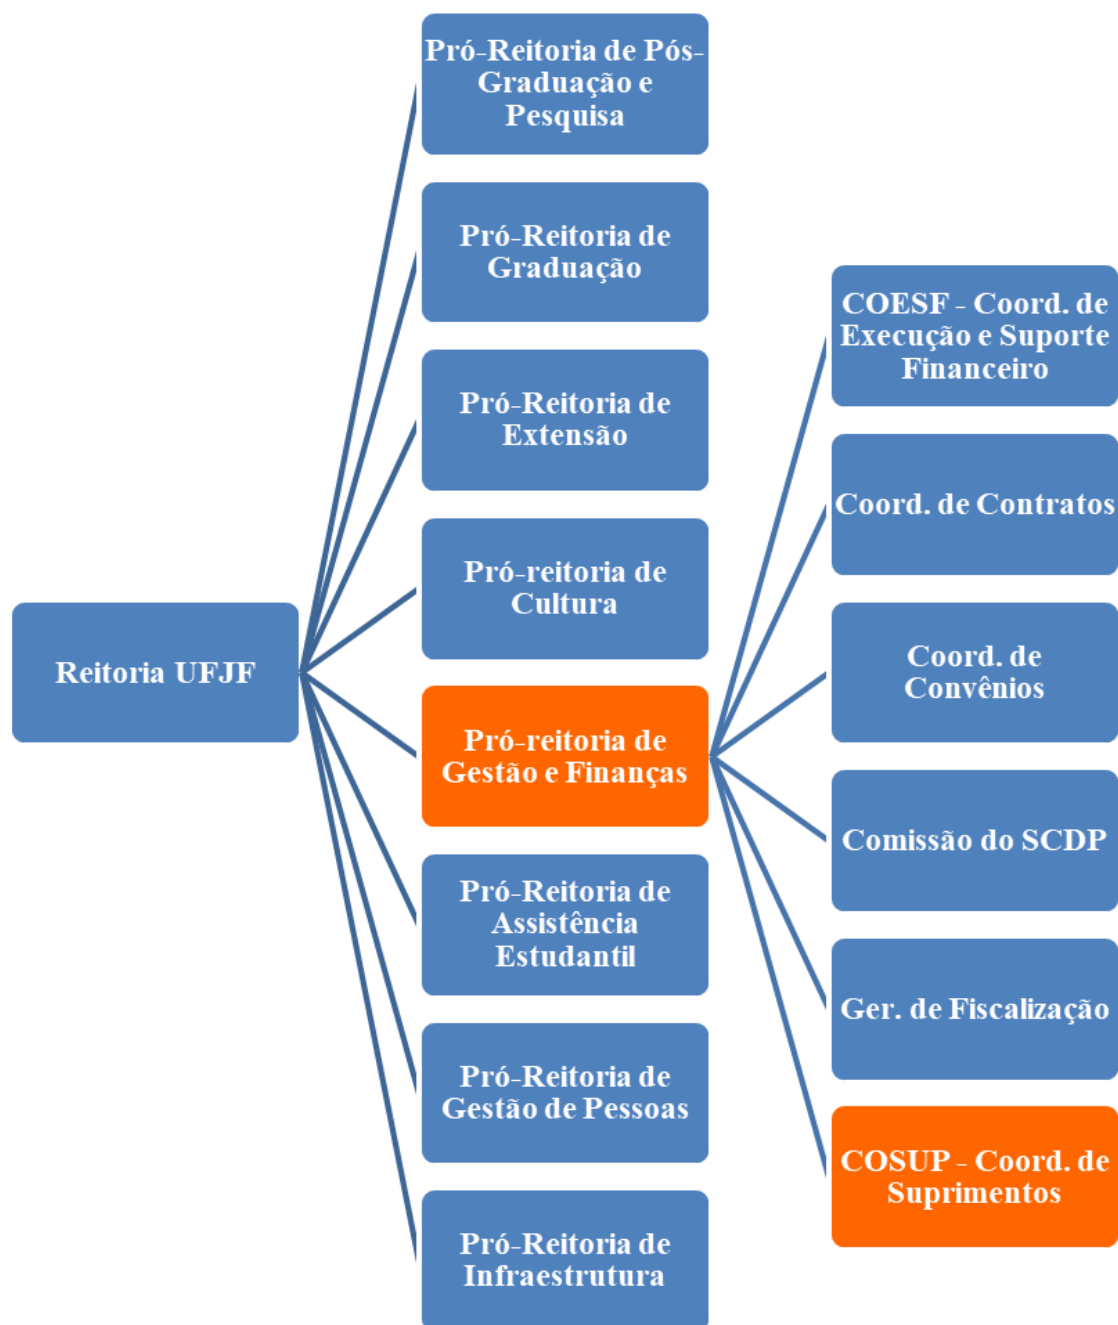 Pró-Reitoria de Pós-
Graduação e
Pesquisa
Pró-Reitoria de
Graduação
Pró-Reitoria de
Extensão
Pró-reitoria de
Cultura
Reitoria UFJF
Pró-reitoria de
Gestão e Finanças
Pró-Reitoria de
Assistência
Estudantil
Pró-Reitoria de
Gestão de Pessoas
Pró-Reitoria de
Infraestrutura
COESF - Coord. de
Execução e Suporte
Financeiro
Coord. de Contratos
Coord. de
Convênios
Comissão do SCDP
Ger. de Fiscalização
COSUP - Coord. de
Suprimentos